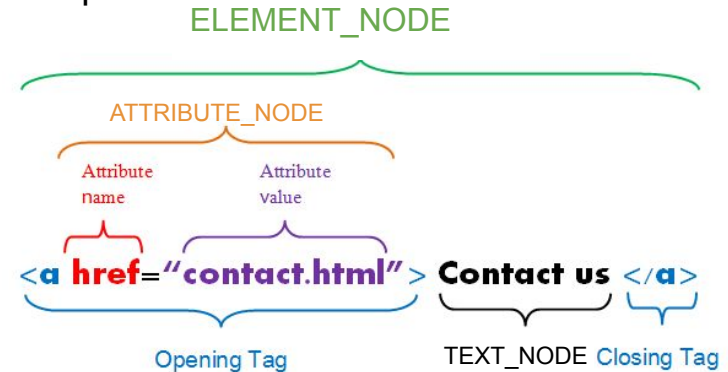 ELEMENT_NODE
ATTRIBUTE_NODE
Attribute name
Attribute value
<a href=“contact.html”> Contact us </a>
Opening Tag
TEXT_NODE
Closing Tag